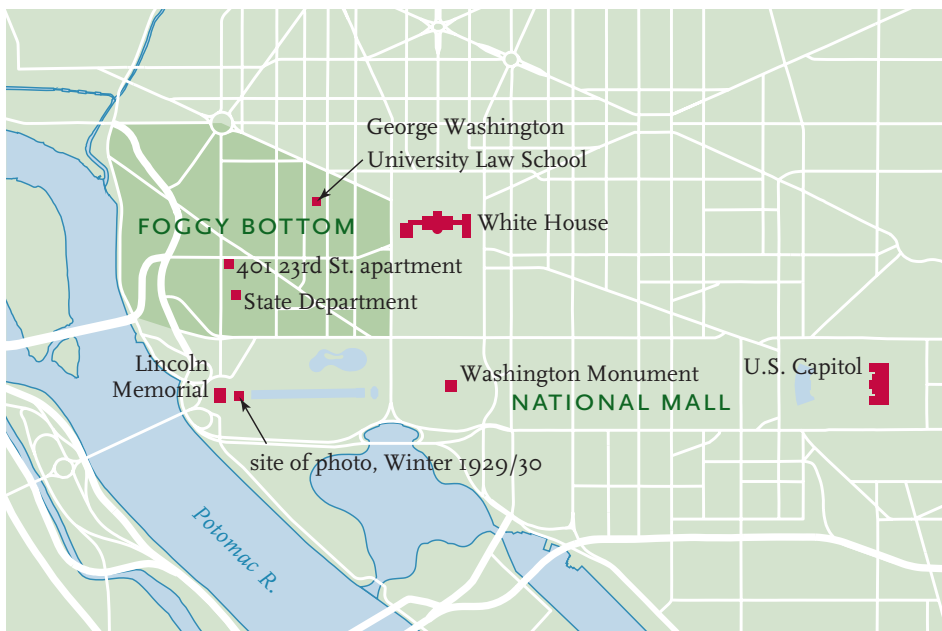 George Washington
University Law School
FOGGY BOTTOM
White House
401 23rd St. apartment
State Department
Lincoln
Memorial
Washington Monument
U.S. Capitol
NATIONAL MALL
site of photo, Winter 1929/30
Potomac R.